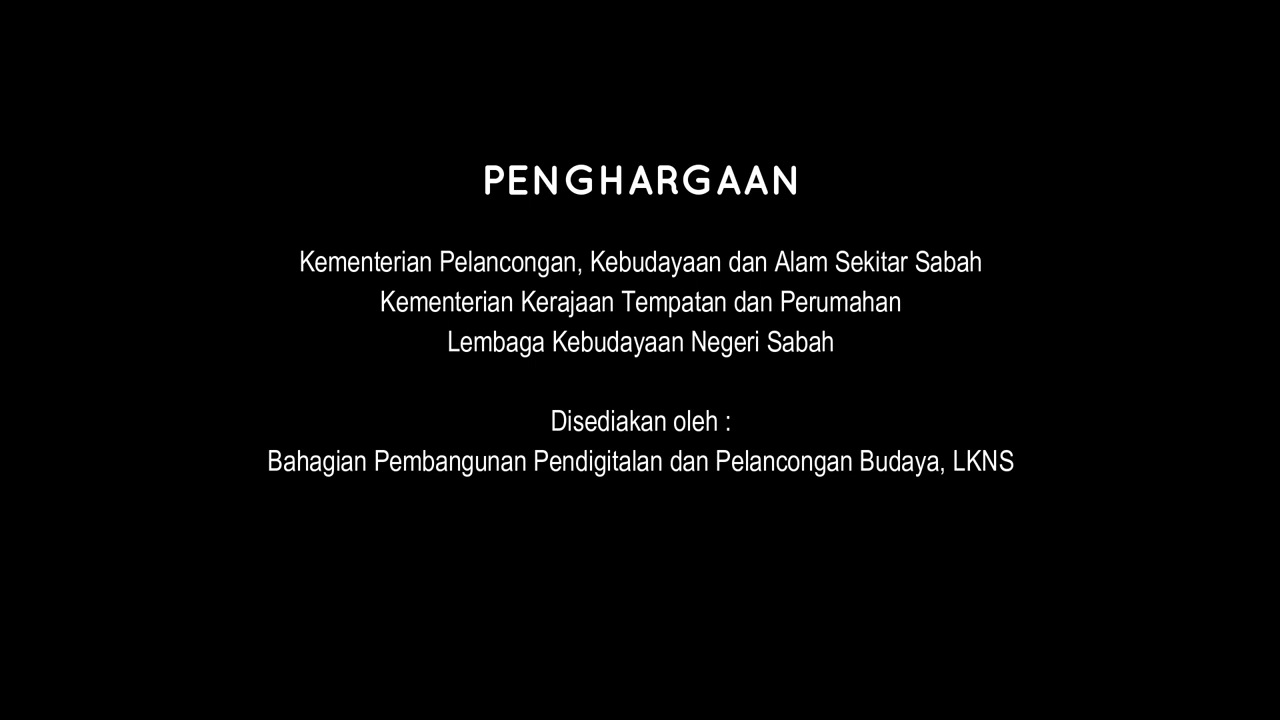 PENGHARGAAN
Kementerian Pelancongan, Kebudayaan dan Alam Sekitar Sabah
Kementerian Kerajaan Tempatan dan Perumahan
Lembaga Kebudayaan Negeri Sabah
Disediakan oleh :
Bahagian Pembangunan Pendigitalan dan Pelancongan Budaya, LKNS